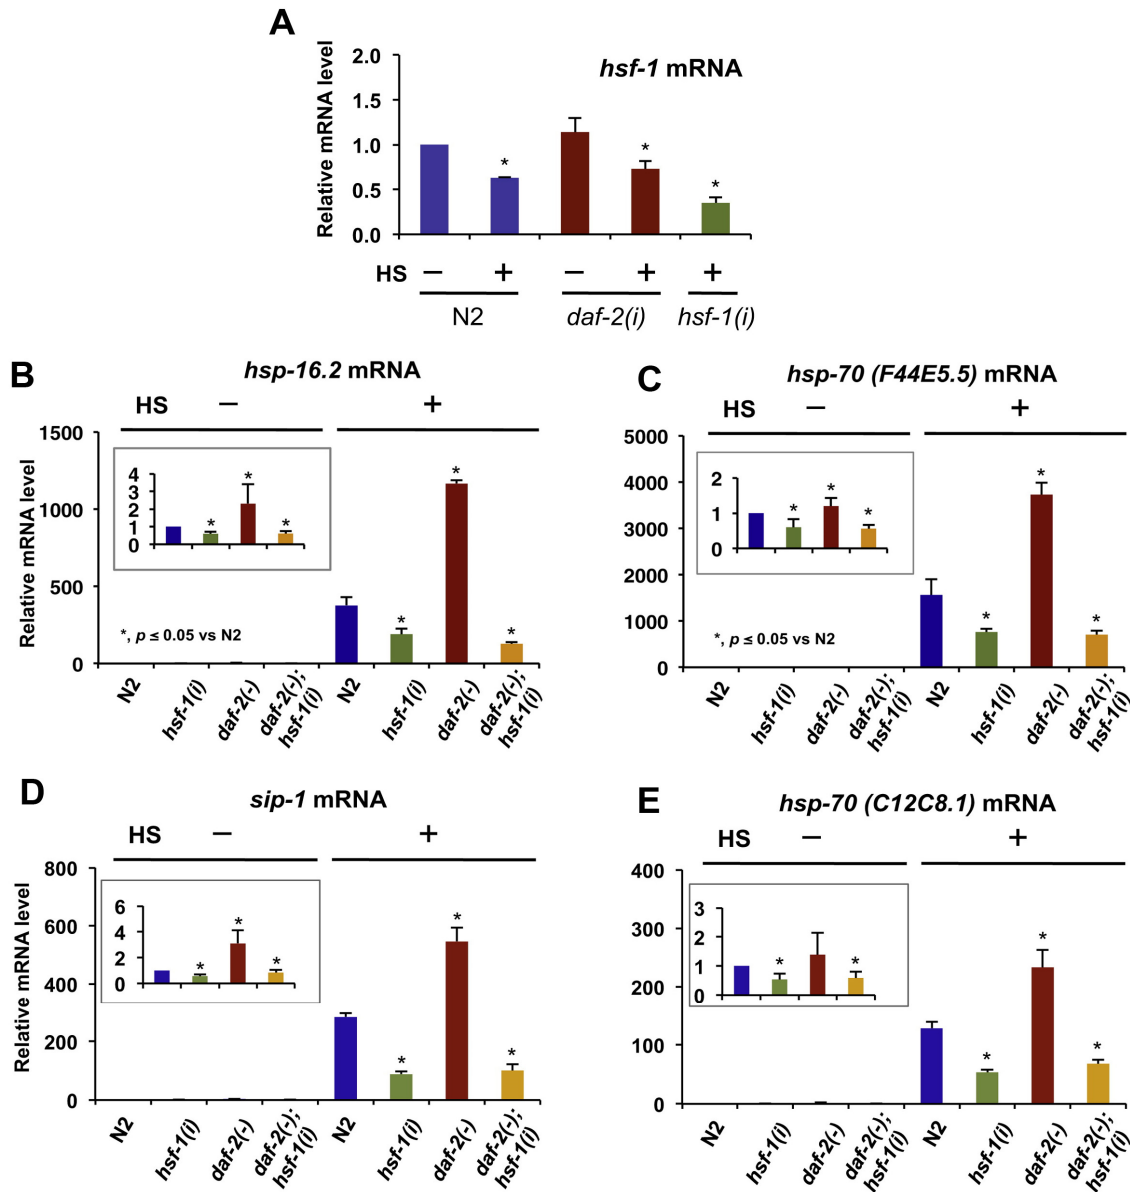 A
hsf-1 mRNA
Relative mRNA level
2.0
1.5
1.0
0.5
0.0
*
*
*
HS − + − + +
N2 daf-2(i) hsf-1(i)
B
hsp-16.2 mRNA
HS − +
Relative mRNA level
1500
1000
500
0
4
3
2
1
0
* * *
* * *
*, p ≤ 0.05 vs N2
N2
hsf-1(i)
daf-2(-)
daf-2(-);
hsf-1(i)
N2
hsf-1(i)
daf-2(-)
daf-2(-);
hsf-1(i)
C
hsp-70 (F44E5.5) mRNA
HS − +
5000
4000
3000
2000
1000
0
2
1
0
* * *
* * *
*, p ≤ 0.05 vs N2
N2
hsf-1(i)
daf-2(-)
daf-2(-);
hsf-1(i)
N2
hsf-1(i)
daf-2(-)
daf-2(-);
hsf-1(i)
D
sip-1 mRNA
HS − +
Relative mRNA level
800
600
400
200
0
6
4
2
0
* * *
* * *
N2
hsf-1(i)
daf-2(-)
daf-2(-);
hsf-1(i)
N2
hsf-1(i)
daf-2(-)
daf-2(-);
hsf-1(i)
E
hsp-70 (C12C8.1) mRNA
HS − +
400
300
200
100
0
3
2
1
0
* *
* * *
N2
hsf-1(i)
daf-2(-)
daf-2(-);
hsf-1(i)
N2
hsf-1(i)
daf-2(-)
daf-2(-);
hsf-1(i)